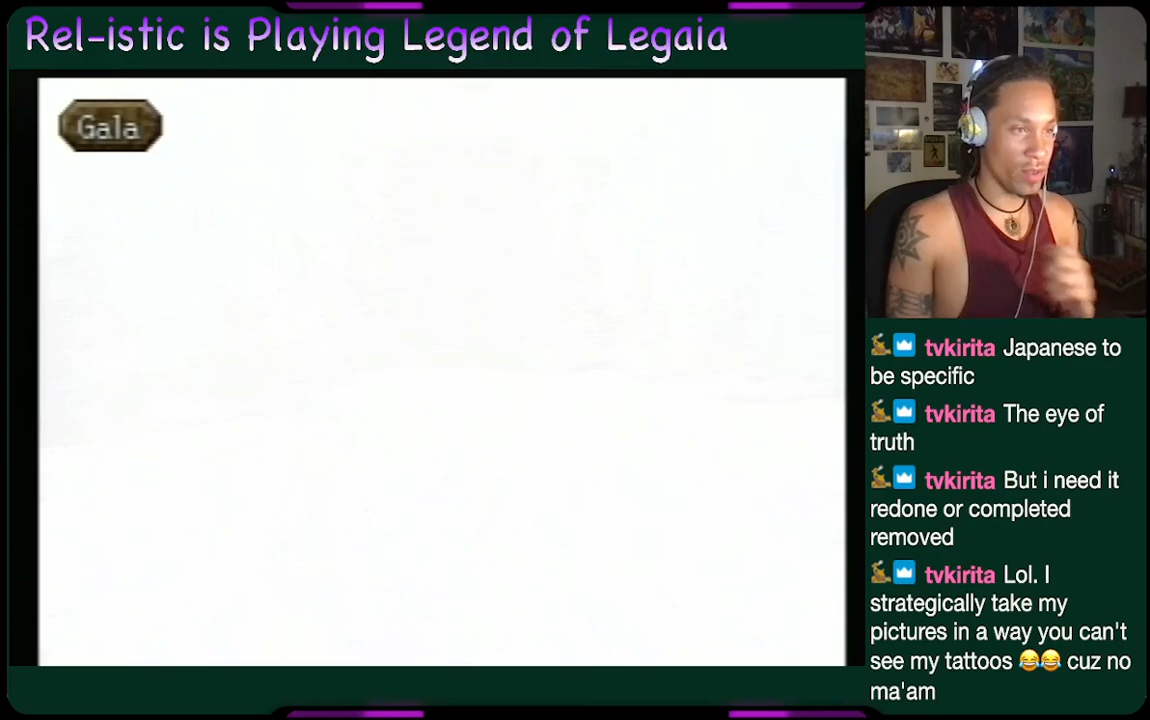 Rel-istic is Playing Legend of Legaia
Gala
tvkirita Japanese to
be specific
tvkirita The eye of
truth
tvkirita But i need it
redone or completed
removed
tvkirita Lol. I
strategically take my
pictures in a way you can't
see my tattoos 😂😂 cuz no
ma'am